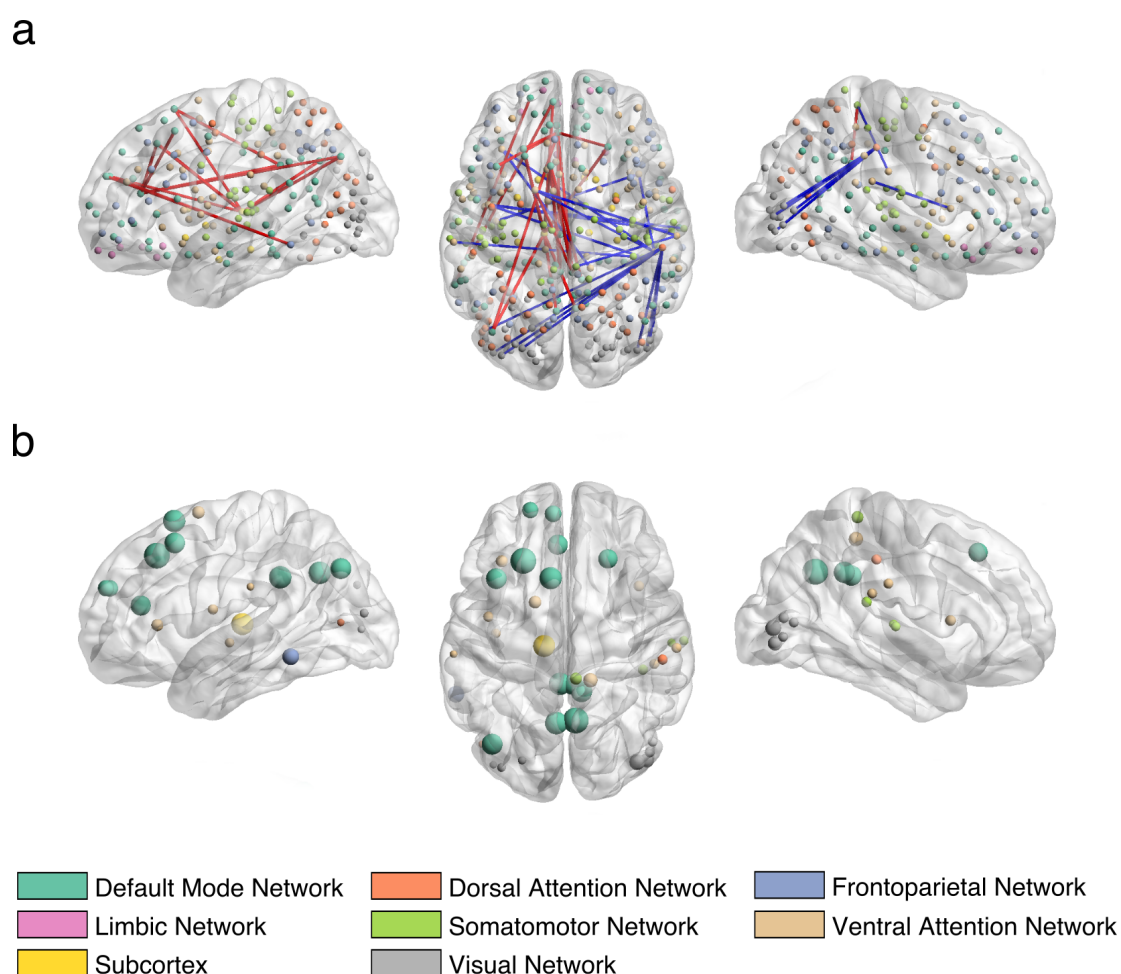 a
b
Default Mode Network
Dorsal Attention Network
Frontoparietal Network
Limbic Network
Somatomotor Network
Ventral Attention Network
Subcortex
Visual Network